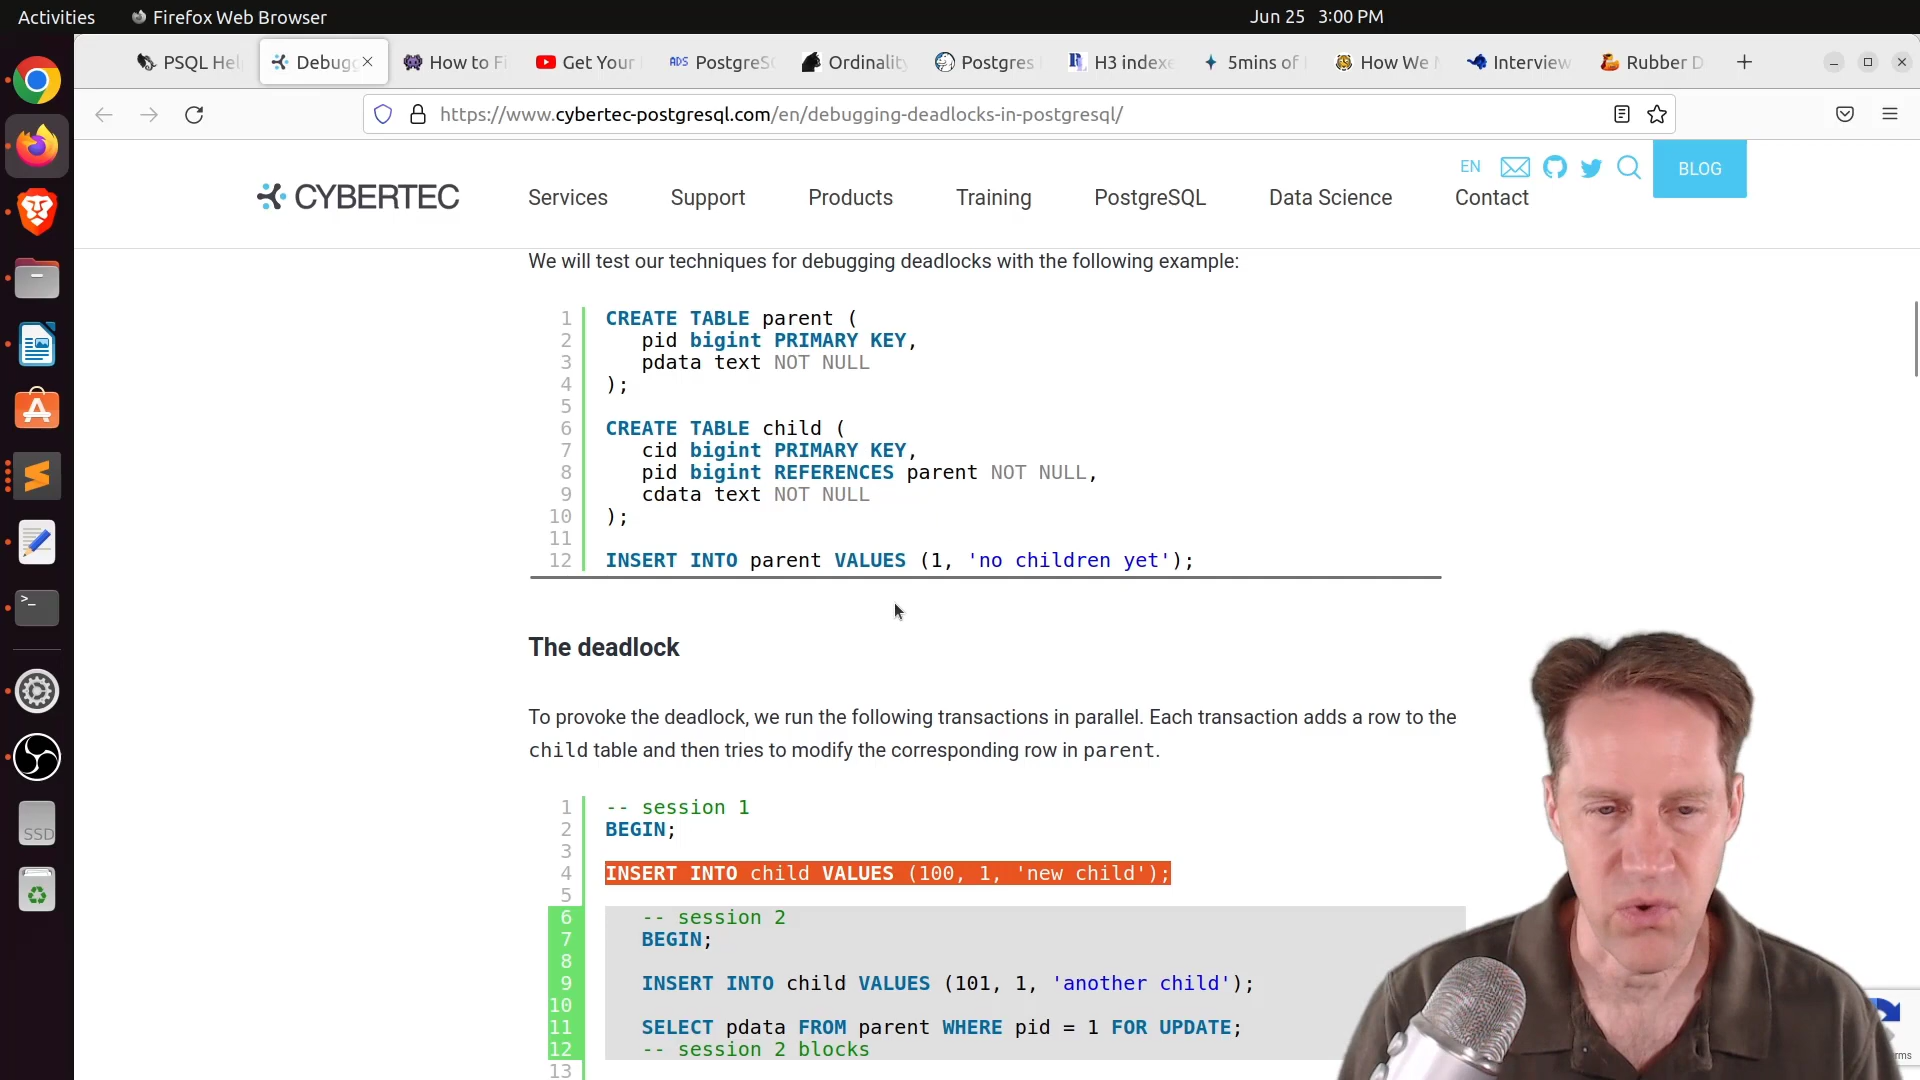 Activities Firefox Web Browser Jun 25 3:00 PM
PSQL Hel Debugg How to Fi Get Your PostgreSQ Ordinality Postgres H3 indexe 5mins of How We Interview Rubber D
https://www.cybertec-postgresql.com/en/debugging-deadlocks-in-postgresql/
EN BLOG
CYBERTEC Services Support Products Training PostgreSQL Data Science Contact
We will test our techniques for debugging deadlocks with the following example:
1 CREATE TABLE parent (
2 pid bigint PRIMARY KEY,
3 pdata text NOT NULL
4 );
5
6 CREATE TABLE child (
7 cid bigint PRIMARY KEY,
8 pid bigint REFERENCES parent NOT NULL,
9 cdata text NOT NULL
10 );
11
12 INSERT INTO parent VALUES (1, 'no children yet');
The deadlock
To provoke the deadlock, we run the following transactions in parallel. Each transaction adds a row to the
child table and then tries to modify the corresponding row in parent.
1 -- session 1
2 BEGIN;
3
4 INSERT INTO child VALUES (100, 1, 'new child');
5
6 -- session 2
7 BEGIN;
8
9 INSERT INTO child VALUES (101, 1, 'another child');
10
11 SELECT pdata FROM parent WHERE pid = 1 FOR UPDATE;
12 -- session 2 blocks
13
SSD